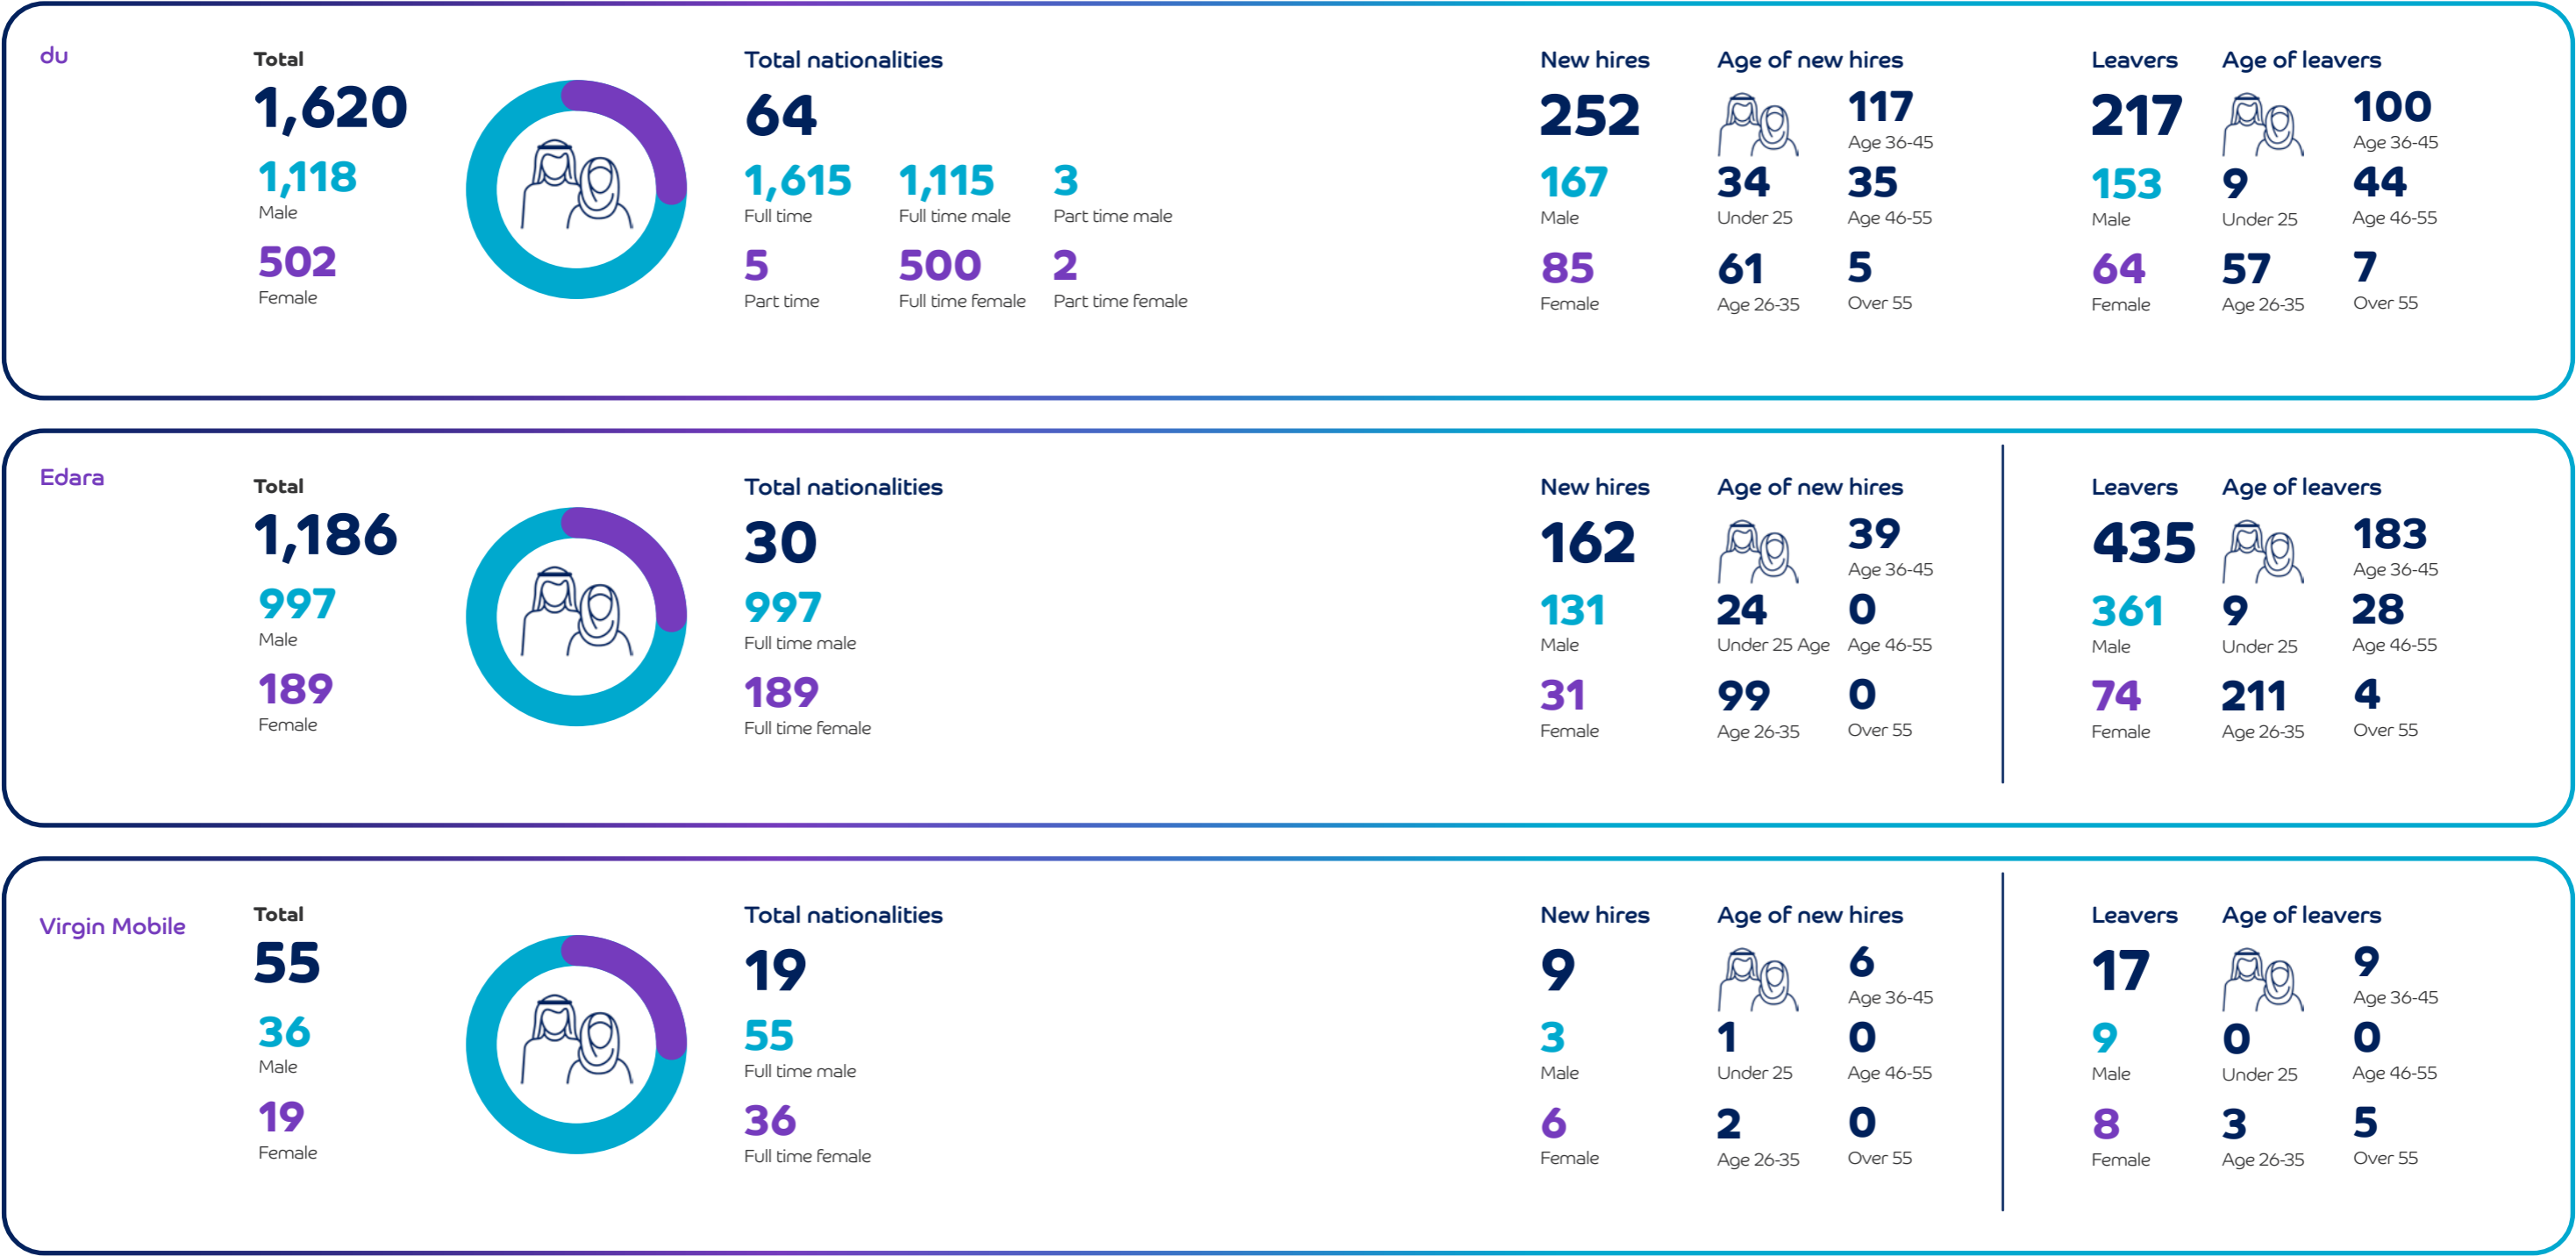 du
Total
1,620
1,118
Male
502
Female
Total nationalities
64
1,615 1,115 3
Full time Full time male Part time male
5 500 2
Part time Full time female Part time female
New hires
252
167
Male
85
Female
Age of new hires
117
Age 36-45
34 35
Under 25 Age 46-55
61 5
Age 26-35 Over 55
Leavers
217
153
Male
64
Female
Age of leavers
100
Age 36-45
9 44
Under 25 Age 46-55
57 7
Age 26-35 Over 55
Edara
Total
1,186
997
Male
189
Female
Total nationalities
30
997
Full time male
189
Full time female
New hires
162
131
Male
31
Female
Age of new hires
39
Age 36-45
24 0
Under 25 Age Age 46-55
99 0
Age 26-35 Over 55
Leavers
435
361
Male
74
Female
Age of leavers
183
Age 36-45
9 28
Under 25 Age 46-55
211 4
Age 26-35 Over 55
Virgin Mobile
Total
55
36
Male
19
Female
Total nationalities
19
55
Full time male
36
Full time female
New hires
9
3
Male
6
Female
Age of new hires
6
Age 36-45
1 0
Under 25 Age 46-55
2 0
Age 26-35 Over 55
Leavers
17
9
Male
8
Female
Age of leavers
9
Age 36-45
0 0
Under 25 Age 46-55
3 5
Age 26-35 Over 55